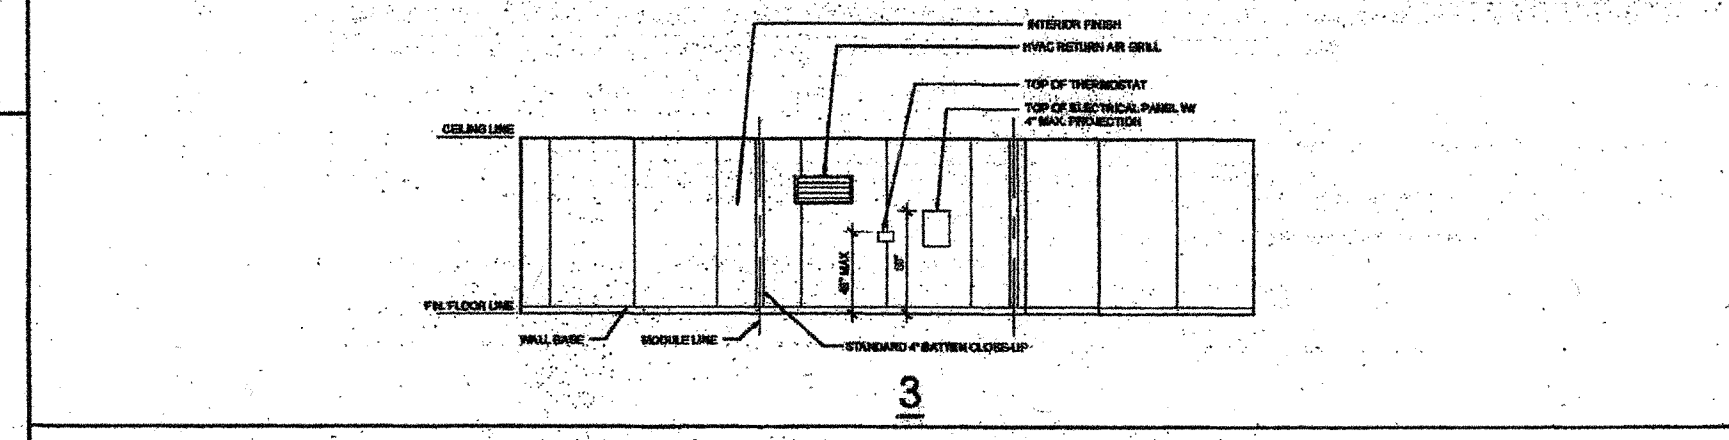 INTERIOR FINISH
HVAC RETURN AIR GRILL
TOP OF THERMOSTAT
TOP OF ELECTRICAL PANEL W/
4" MAX. PROJECTION
CEILING LINE
48" MAX
FIN. FLOOR LINE
WALL BASE
MODULE LINE
STANDARD 4" BATTEN CLOSE-UP
3